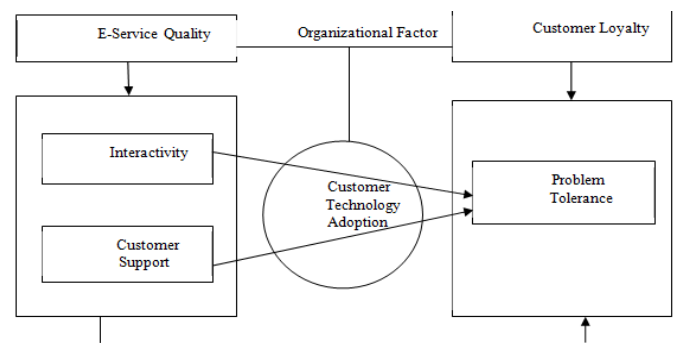 E-Service Quality
Organizational Factor
Customer Loyalty
Interactivity
Customer
Support
Customer
Technology
Adoption
Problem
Tolerance